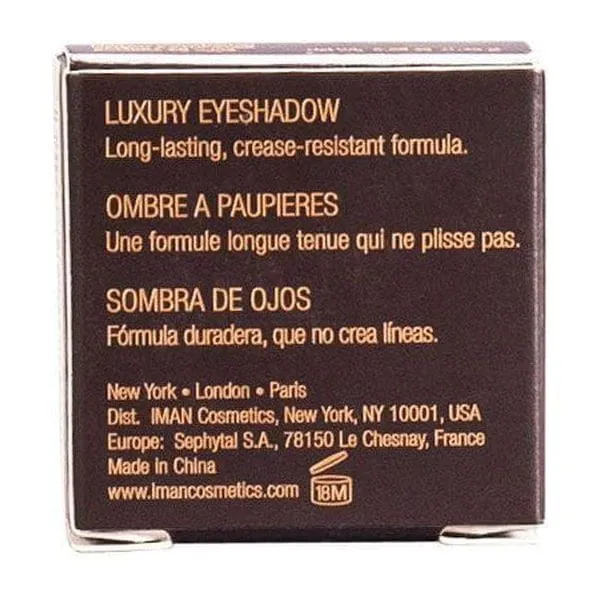 LUXURY EYESHADOW
Long-lasting, crease-resistant formula.
OMBRE A PAUPIERES
Une formule longue tenue qui ne plisse pas.
SOMBRA DE OJOS
Fórmula duradera, que no crea líneas.
New York • London • Paris
Dist. IMAN Cosmetics, New York, NY 10001, USA
Europe: Sephytal S.A., 78150 Le Chesnay, France
Made in China
www.imancosmetics.com 18M